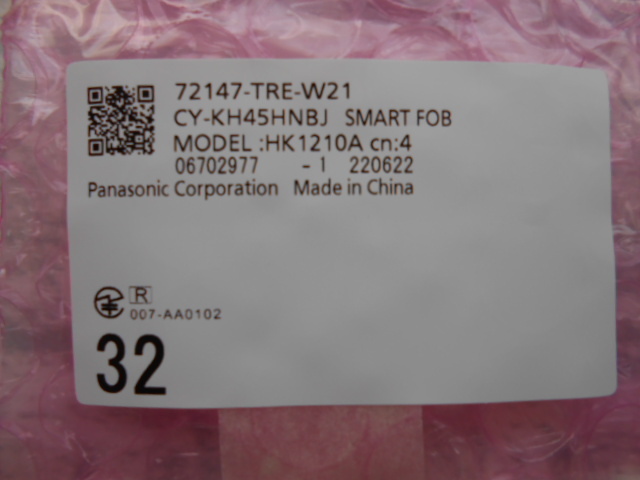 72147-TRE-W21
CY-KH45HNBJ SMART FOB
MODEL :HK1210A cn:4
06702977 -1 220622
Panasonic Corporation Made in China
R
007-AA0102
32